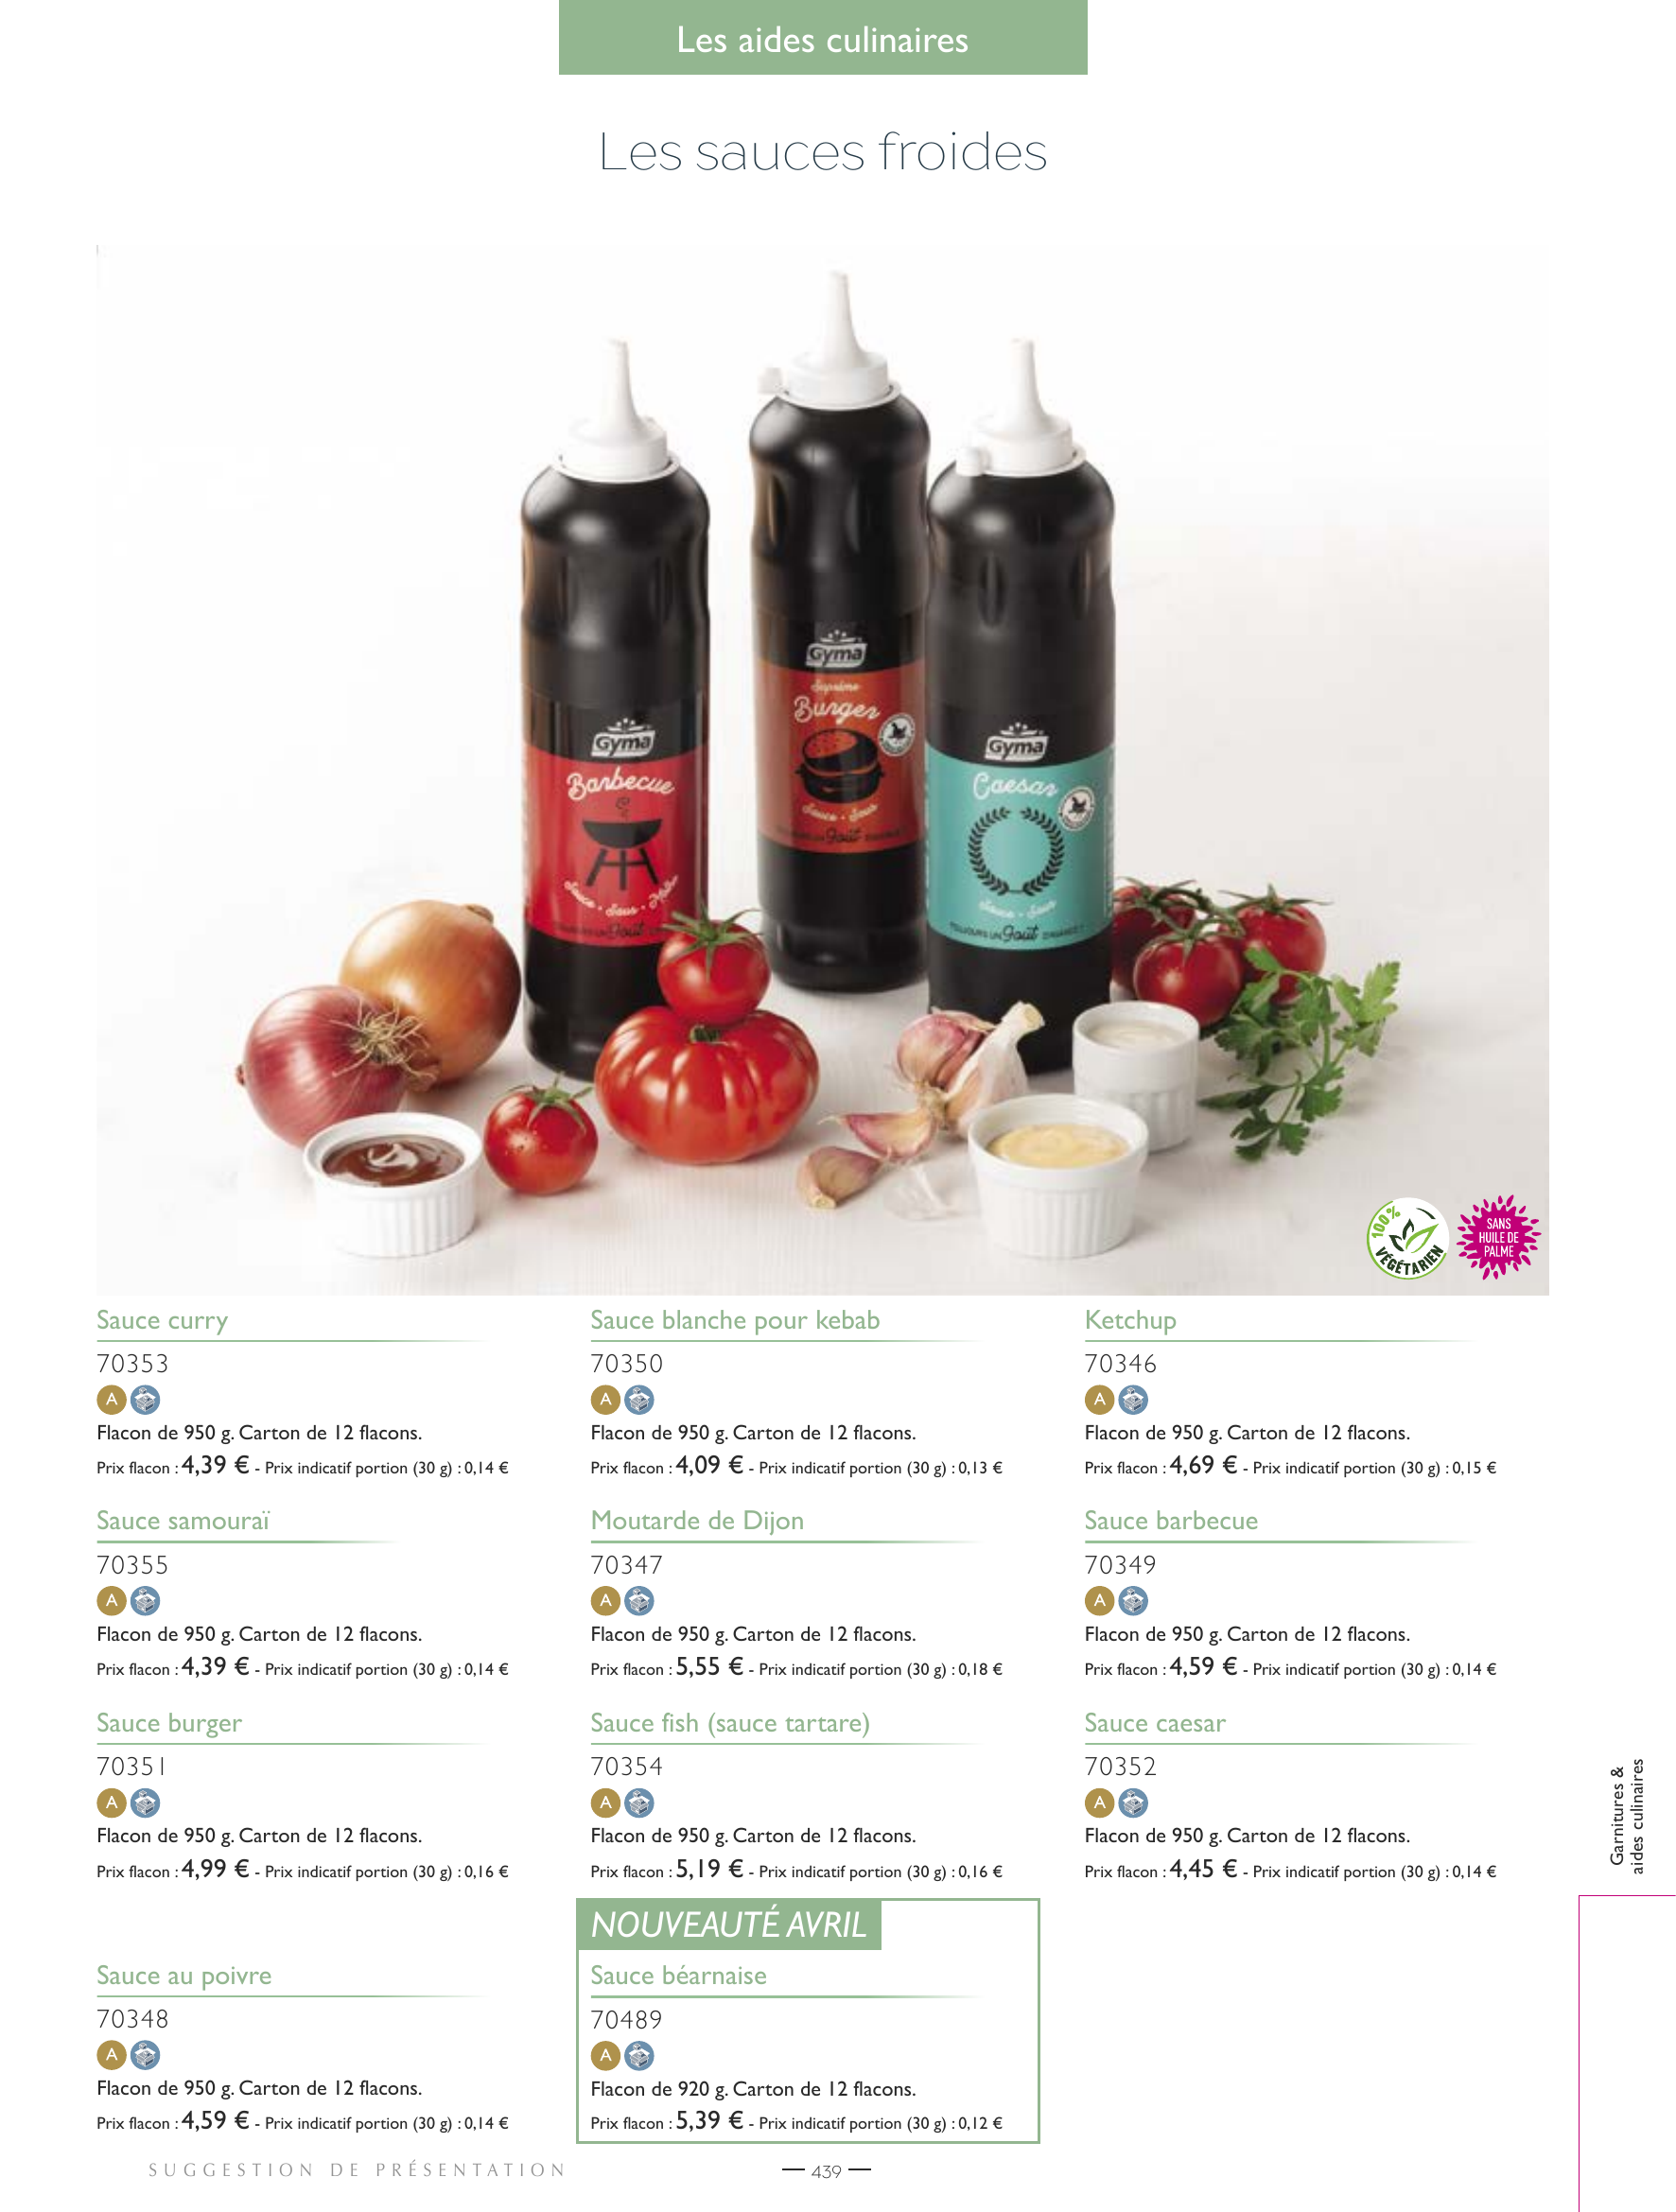 Les aides culinaires
Les sauces froides
Gyma
Suprême
Burger
Sauce • Saus
Goût
Gyma
Barbecue
Sauce • Saus •
Goût
Gyma
Caesar
Sauce • Saus
TOUJOURS UN Goût
100%
VÉGÉTARIEN
SANS
HUILE DE
PALME
Sauce curry
70353
A
Flacon de 950 g. Carton de 12 flacons.
Prix flacon : 4,39 € - Prix indicatif portion (30 g) : 0,14 €
Sauce blanche pour kebab
70350
A
Flacon de 950 g. Carton de 12 flacons.
Prix flacon : 4,09 € - Prix indicatif portion (30 g) : 0,13 €
Ketchup
70346
A
Flacon de 950 g. Carton de 12 flacons.
Prix flacon : 4,69 € - Prix indicatif portion (30 g) : 0,15 €
Sauce samouraï
70355
A
Flacon de 950 g. Carton de 12 flacons.
Prix flacon : 4,39 € - Prix indicatif portion (30 g) : 0,14 €
Moutarde de Dijon
70347
A
Flacon de 950 g. Carton de 12 flacons.
Prix flacon : 5,55 € - Prix indicatif portion (30 g) : 0,18 €
Sauce barbecue
70349
A
Flacon de 950 g. Carton de 12 flacons.
Prix flacon : 4,59 € - Prix indicatif portion (30 g) : 0,14 €
Sauce burger
70351
A
Flacon de 950 g. Carton de 12 flacons.
Prix flacon : 4,99 € - Prix indicatif portion (30 g) : 0,16 €
Sauce fish (sauce tartare)
70354
A
Flacon de 950 g. Carton de 12 flacons.
Prix flacon : 5,19 € - Prix indicatif portion (30 g) : 0,16 €
Sauce caesar
70352
A
Flacon de 950 g. Carton de 12 flacons.
Prix flacon : 4,45 € - Prix indicatif portion (30 g) : 0,14 €
Garnitures &
aides culinaires
Sauce au poivre
70348
A
Flacon de 950 g. Carton de 12 flacons.
Prix flacon : 4,59 € - Prix indicatif portion (30 g) : 0,14 €
NOUVEAUTÉ AVRIL
Sauce béarnaise
70489
A
Flacon de 920 g. Carton de 12 flacons.
Prix flacon : 5,39 € - Prix indicatif portion (30 g) : 0,12 €
SUGGESTION DE PRÉSENTATION
— 439 —